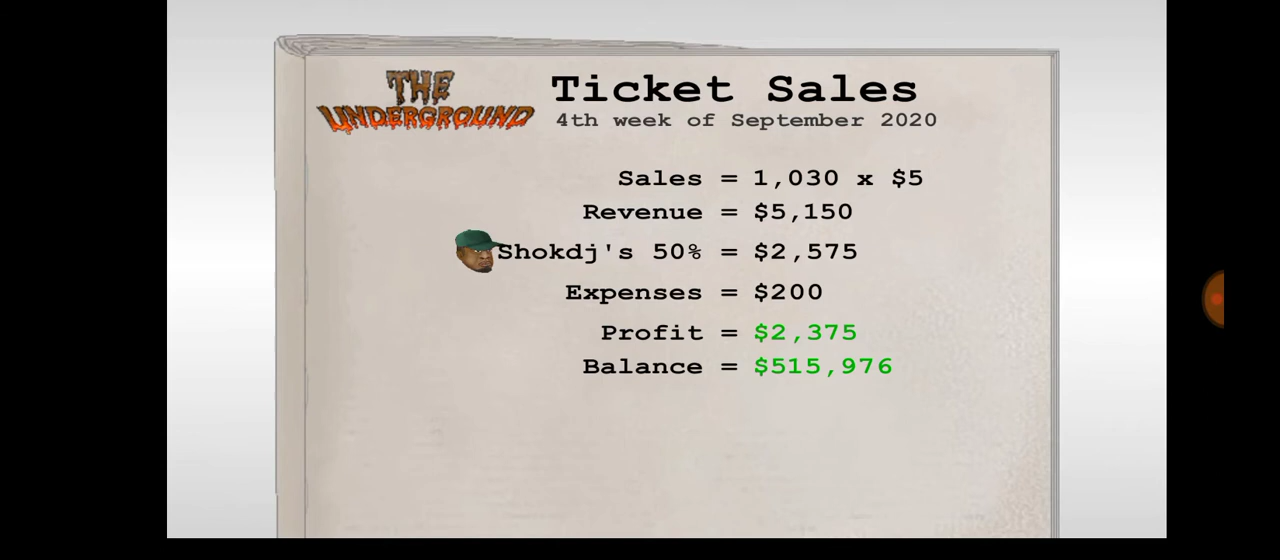 THE
UNDERGROUND
Ticket Sales
4th week of September 2020
Sales = 1,030 x $5
Revenue = $5,150
Shokdj's 50% = $2,575
Expenses = $200
Profit = $2,375
Balance = $515,976